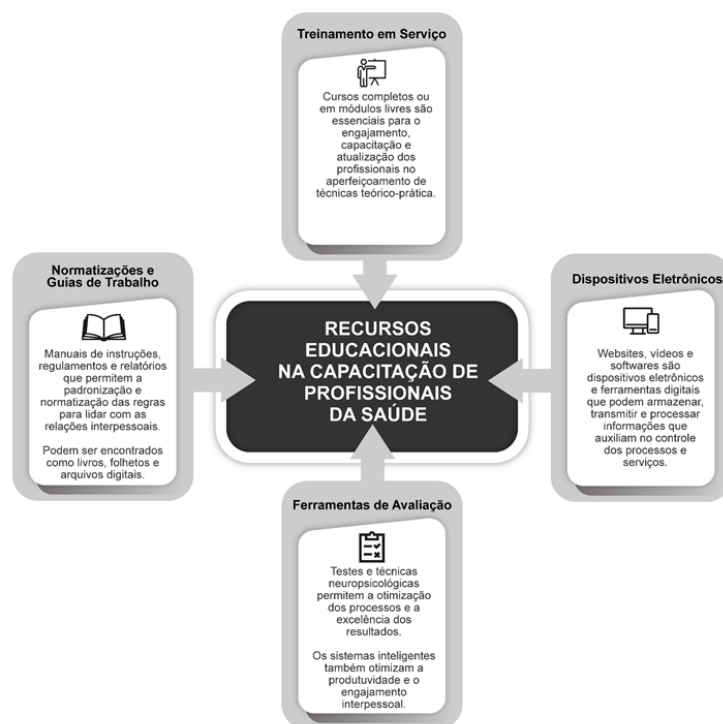 Treinamento em Serviço
Cursos completos ou
em módulos livres são
essenciais para o
engajamento,
capacitação e
atualização dos
profissionais no
aperfeiçoamento de
técnicas teórico-prática.
Normatizações e
Guias de Trabalho
Manuais de instruções,
regulamentos e relatórios
que permitem a
padronização e
normatização das regras
para lidar com as
relações interpessoais.
Podem ser encontrados
como livros, folhetos e
arquivos digitais.
RECURSOS
EDUCACIONAIS
NA CAPACITAÇÃO DE
PROFISSIONAIS
DA SAÚDE
Dispositivos Eletrônicos
Websites, vídeos e
softwares são
dispositivos eletrônicos
e ferramentas digitais
que podem armazenar,
transmitir e processar
informações que
auxiliam no controle
dos processos e
serviços.
Ferramentas de Avaliação
Testes e técnicas
neuropsicológicas
permitem a otimização
dos processos e a
excelência dos
resultados.
Os sistemas inteligentes
também otimizam a
produtuvidade e o
engajamento
interpessoal.